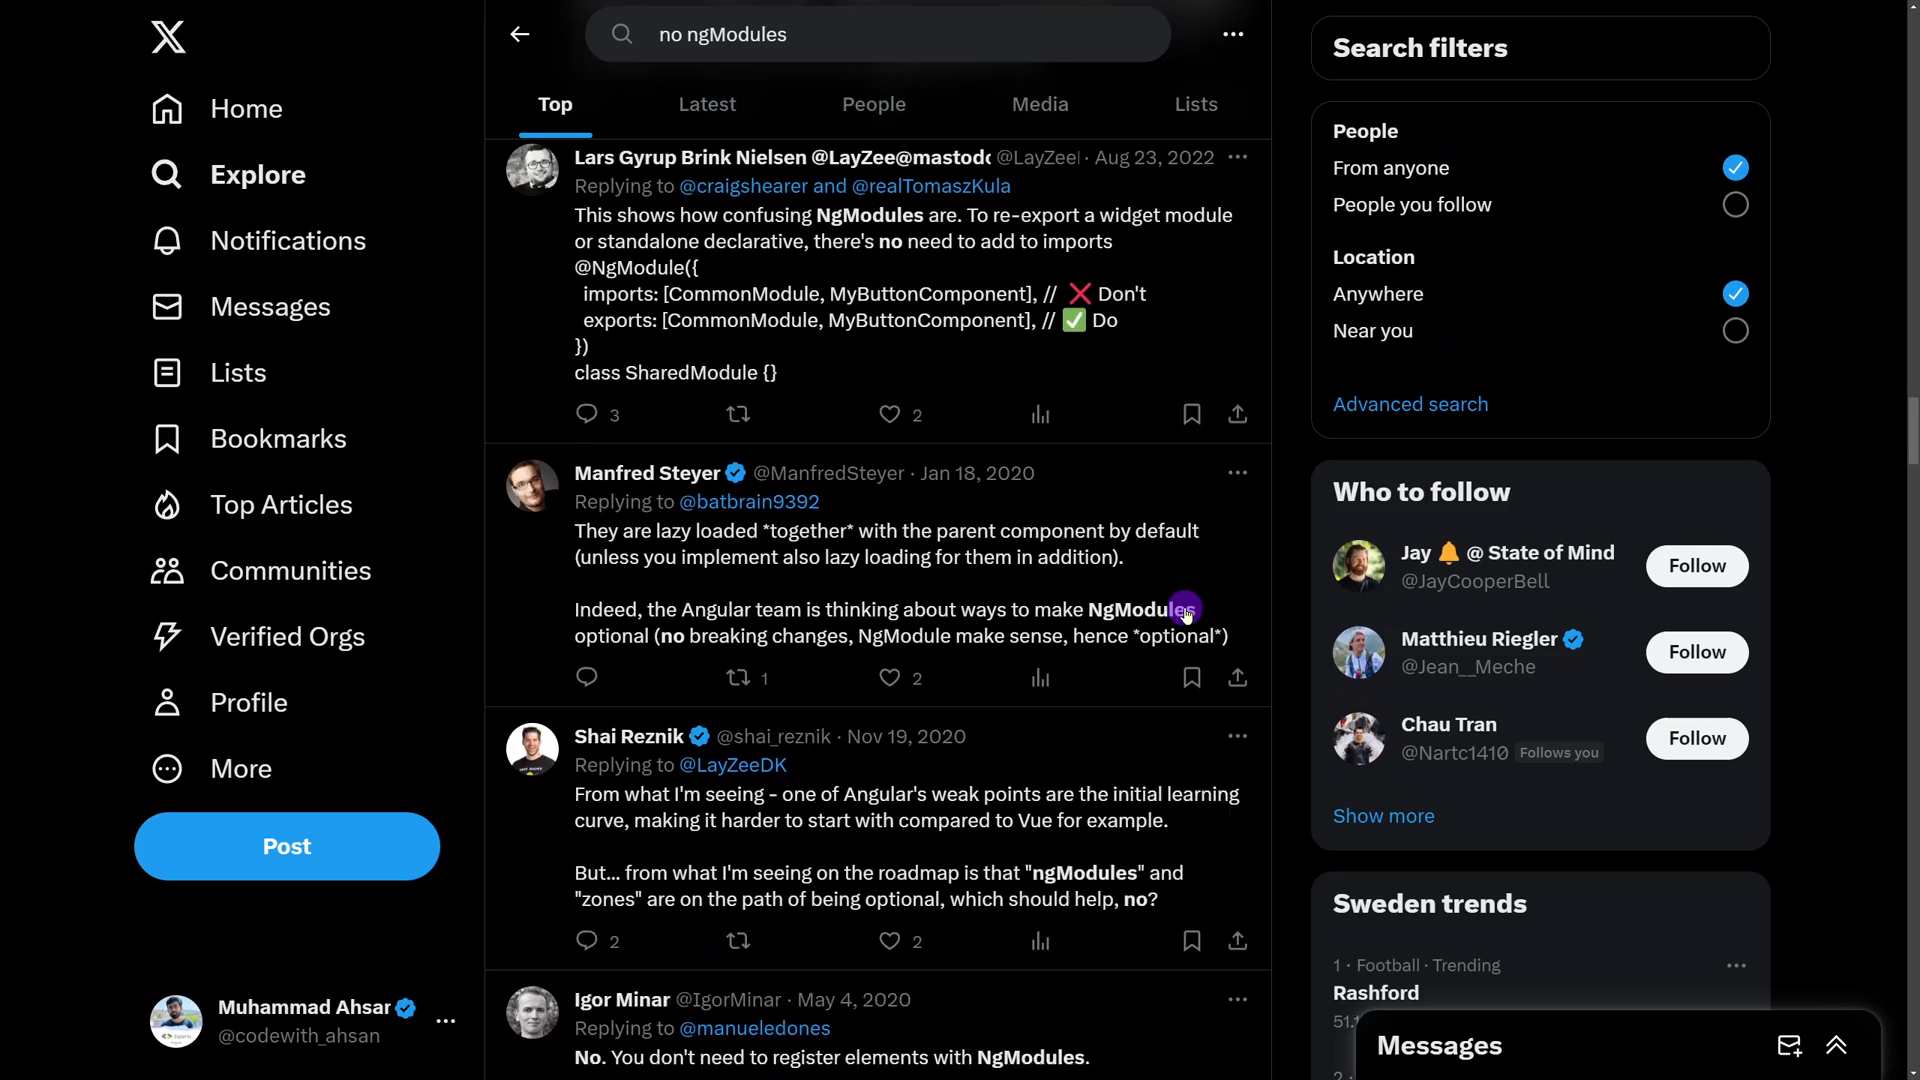 no ngModules
Home
Explore
Notifications
Messages
Lists
Bookmarks
Top Articles
Communities
Verified Orgs
Profile
More
Post
Muhammad Ahsar
@codewith_ahsan
Top
Latest
People
Media
Lists
Lars Gyrup Brink Nielsen @LayZee@mastodo @LayZeel · Aug 23, 2022
Replying to @craigshearer and @realTomaszKula
This shows how confusing NgModules are. To re-export a widget module
or standalone declarative, there's no need to add to imports
@NgModule({
imports: [CommonModule, MyButtonComponent], // ❌ Don't
exports: [CommonModule, MyButtonComponent], // ✅ Do
})
class SharedModule {}
3
2
Manfred Steyer @ManfredSteyer · Jan 18, 2020
Replying to @batbrain9392
They are lazy loaded *together* with the parent component by default
(unless you implement also lazy loading for them in addition).
Indeed, the Angular team is thinking about ways to make NgModules
optional (no breaking changes, NgModule make sense, hence *optional*)
1
2
Shai Reznik @shai_reznik · Nov 19, 2020
Replying to @LayZeeDK
From what I'm seeing - one of Angular's weak points are the initial learning
curve, making it harder to start with compared to Vue for example.
But... from what I'm seeing on the roadmap is that "ngModules" and
"zones" are on the path of being optional, which should help, no?
2
2
Igor Minar @IgorMinar · May 4, 2020
Replying to @manueledones
No. You don't need to register elements with NgModules.
Search filters
People
From anyone
People you follow
Location
Anywhere
Near you
Advanced search
Who to follow
Jay 🔔 @ State of Mind
@JayCooperBell
Follow
Matthieu Riegler
@Jean__Meche
Follow
Chau Tran
@Nartc1410 Follows you
Follow
Show more
Sweden trends
1 · Football · Trending
Rashford
Messages